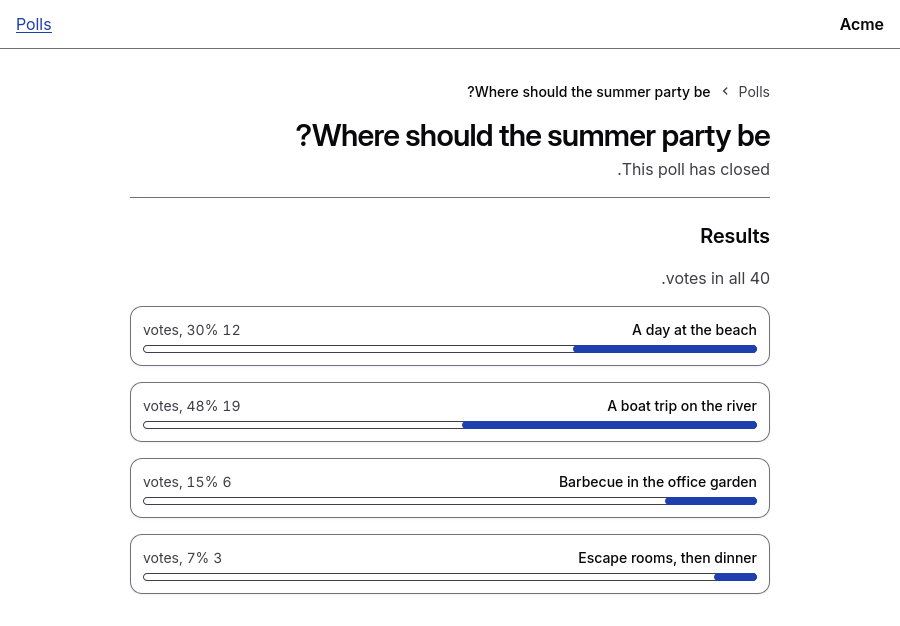 Polls
Acme
?Where should the summer party be
Polls
?Where should the summer party be
.This poll has closed
Results
.votes in all 40
votes, 30% 12
A day at the beach
votes, 48% 19
A boat trip on the river
votes, 15% 6
Barbecue in the office garden
votes, 7% 3
Escape rooms, then dinner